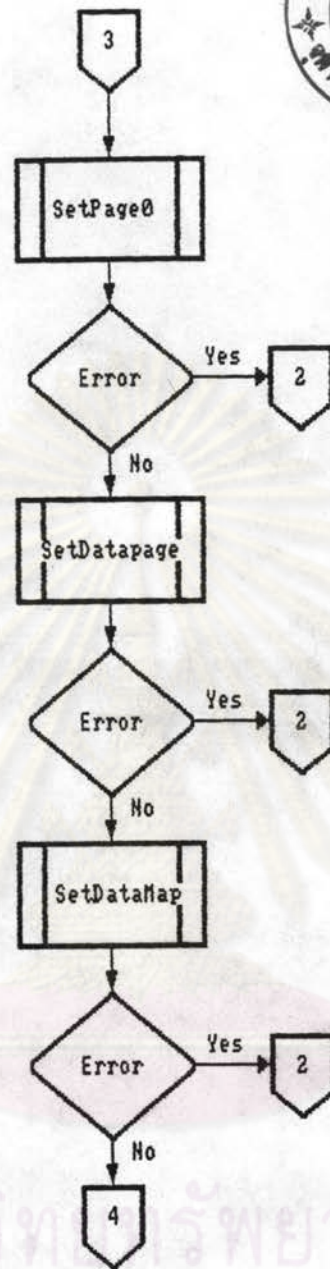 3
SetPage0
Error
Yes
2
No
SetDatapage
Error
Yes
2
No
SetDataMap
Error
Yes
2
No
4